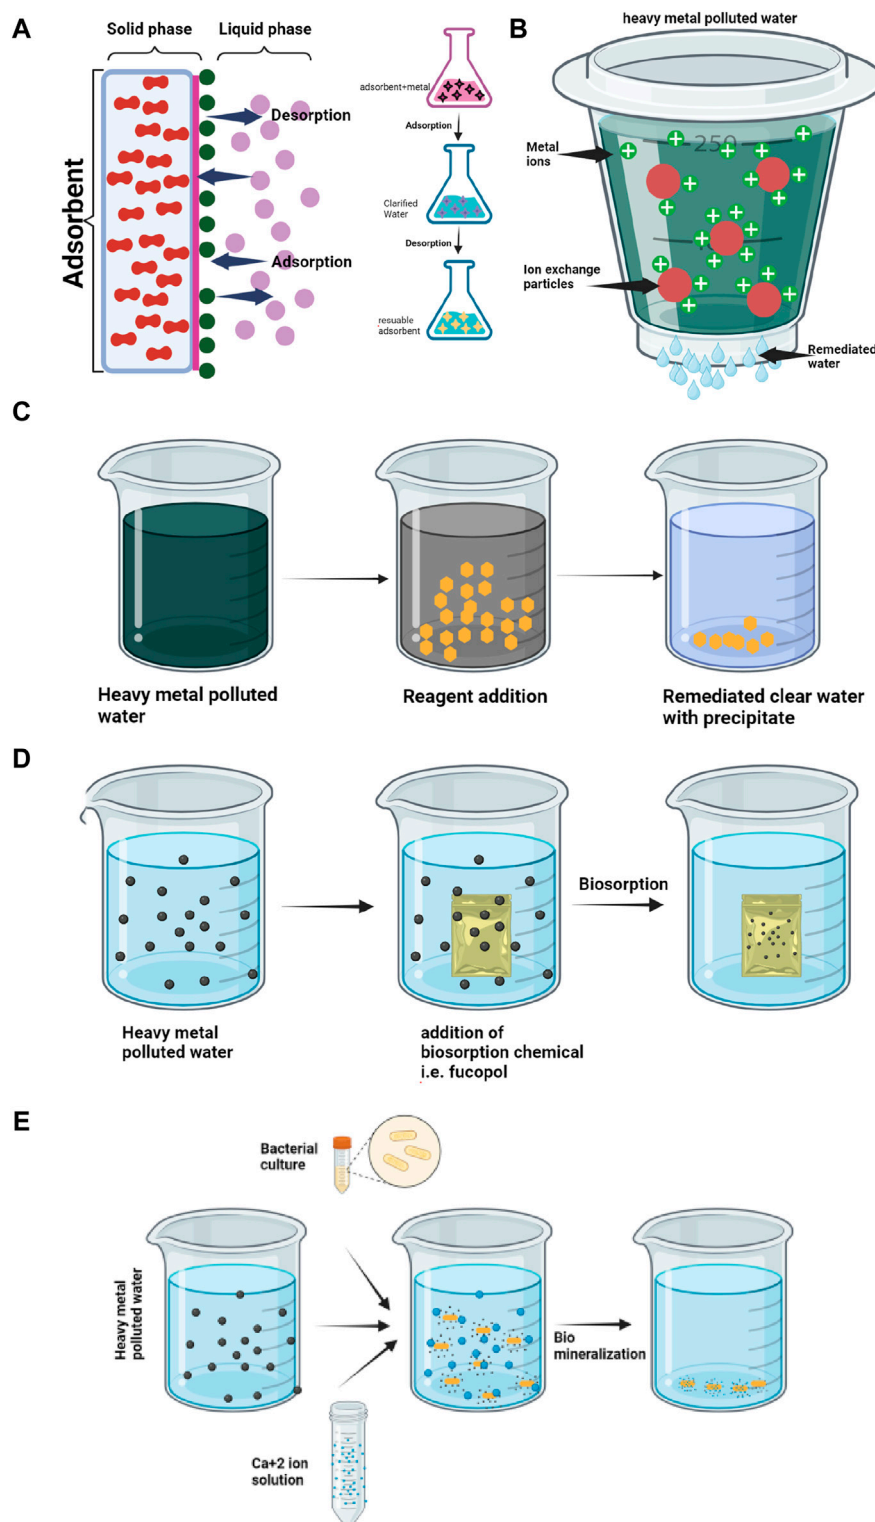 A
Solid phase
Liquid phase
Adsorbent
Desorption
Adsorption
adsorbent+metal
Adsorption
Clarified
Water
Desorption
resuable
adsorbent
B
heavy metal polluted water
250
Metal
ions
Ion exchange
particles
Remediated
water
C
Heavy metal polluted
water
Reagent addition
Remediated clear water
with precipitate
D
Biosorption
Heavy metal
polluted water
addition of
biosorption chemical
i.e. fucopol
E
Bacterial
culture
Heavy metal
polluted water
Bio
mineralization
Ca+2 ion
solution